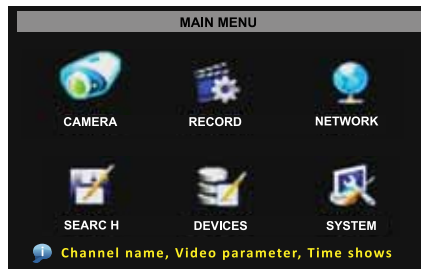 MAIN MENU
CAMERA RECORD NETWORK
SEARC H DEVICES SYSTEM
Channel name, Video parameter, Time shows